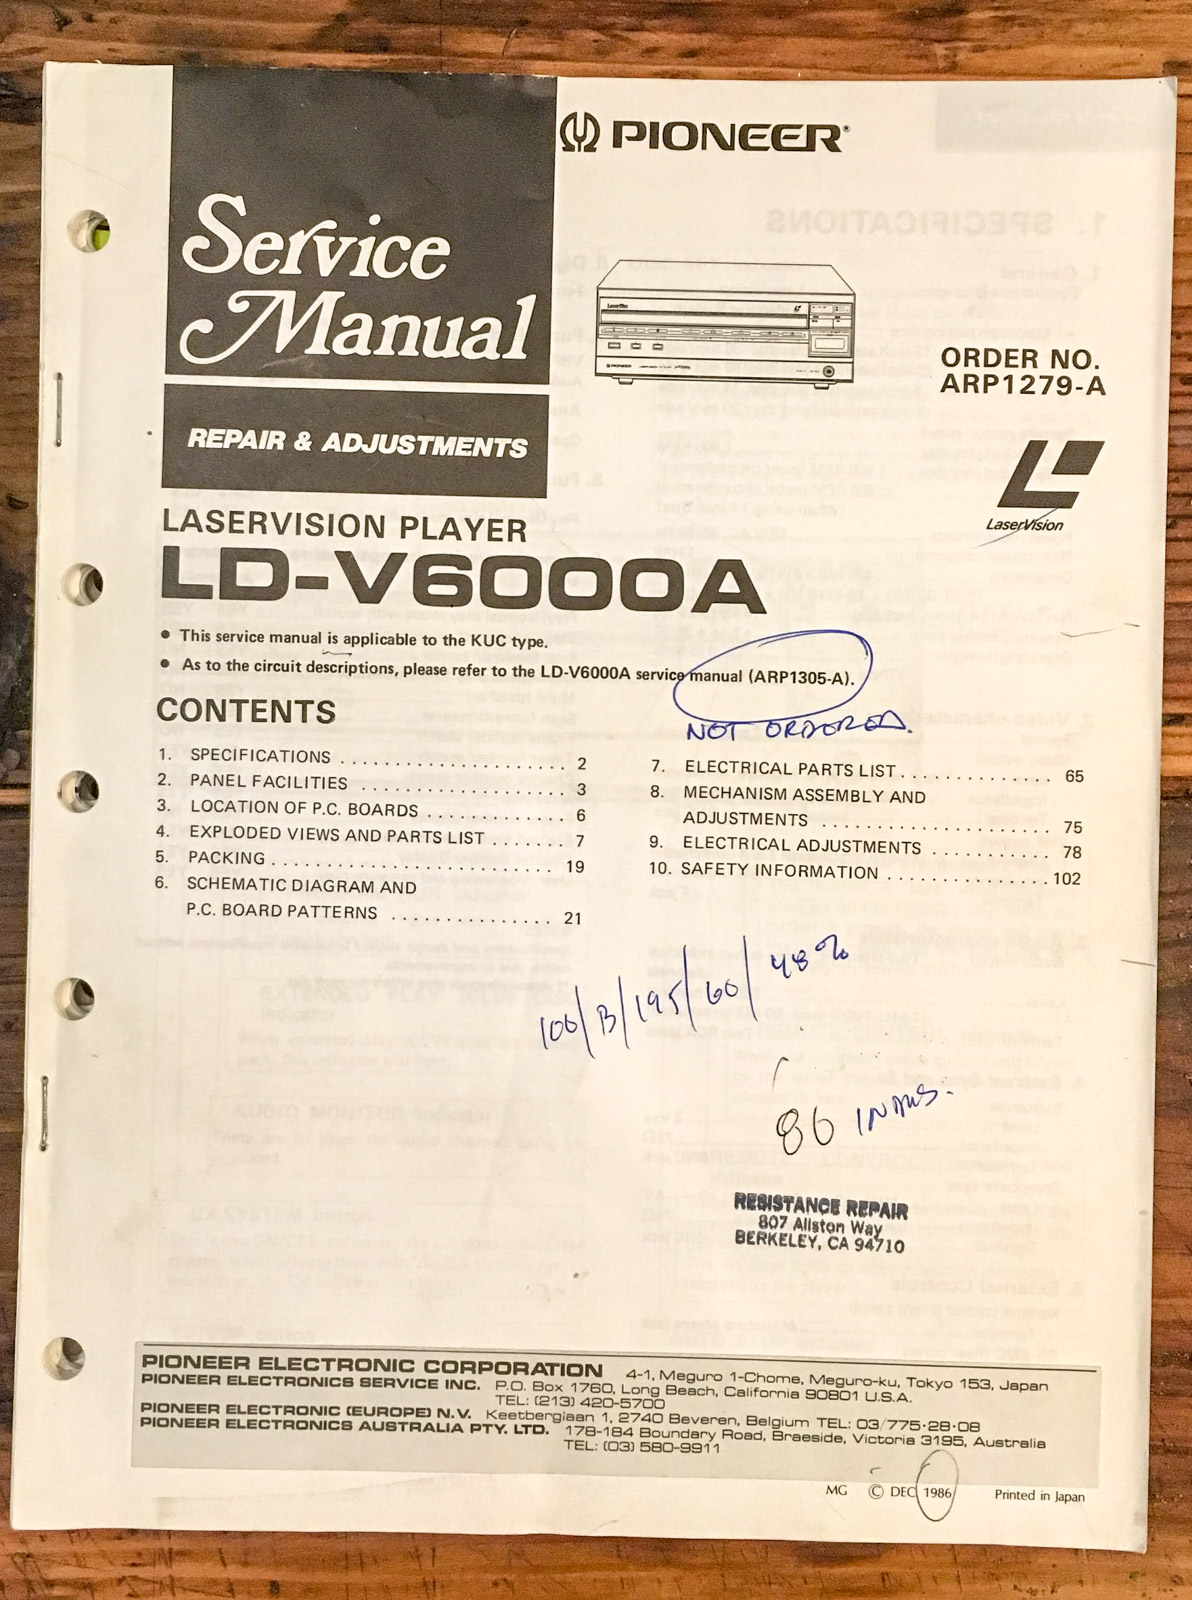 PIONEER®
Service
Manual
REPAIR & ADJUSTMENTS
LaserDisc
PIONEER
ORDER NO.
ARP1279-A
LaserVision
LASERVISION PLAYER
LD-V6000A
● This service manual is applicable to the KUC type.
● As to the circuit descriptions, please refer to the LD-V6000A service manual (ARP1305-A).
NOT ORDERED.
CONTENTS
1. SPECIFICATIONS ...................... 2
2. PANEL FACILITIES .................... 3
3. LOCATION OF P.C. BOARDS ............. 6
4. EXPLODED VIEWS AND PARTS LIST ....... 7
5. PACKING ............................ 19
6. SCHEMATIC DIAGRAM AND
P.C. BOARD PATTERNS ................ 21
7. ELECTRICAL PARTS LIST ............... 65
8. MECHANISM ASSEMBLY AND
ADJUSTMENTS ....................... 75
9. ELECTRICAL ADJUSTMENTS ............ 78
10. SAFETY INFORMATION ................ 102
100/B/195/60/48%
86
RESISTANCE REPAIR
807 Allston Way
BERKELEY, CA 94710
PIONEER ELECTRONIC CORPORATION 4-1, Meguro 1-Chome, Meguro-ku, Tokyo 153, Japan
PIONEER ELECTRONICS SERVICE INC. P.O. Box 1760, Long Beach, California 90801 U.S.A.
TEL: (213) 420-5700
PIONEER ELECTRONIC (EUROPE) N.V. Keetberglaan 1, 2740 Beveren, Belgium TEL: 03/775·28·08
PIONEER ELECTRONICS AUSTRALIA PTY. LTD. 178-184 Boundary Road, Braeside, Victoria 3195, Australia
TEL: (03) 580-9911
MG © DEC 1986 Printed in Japan